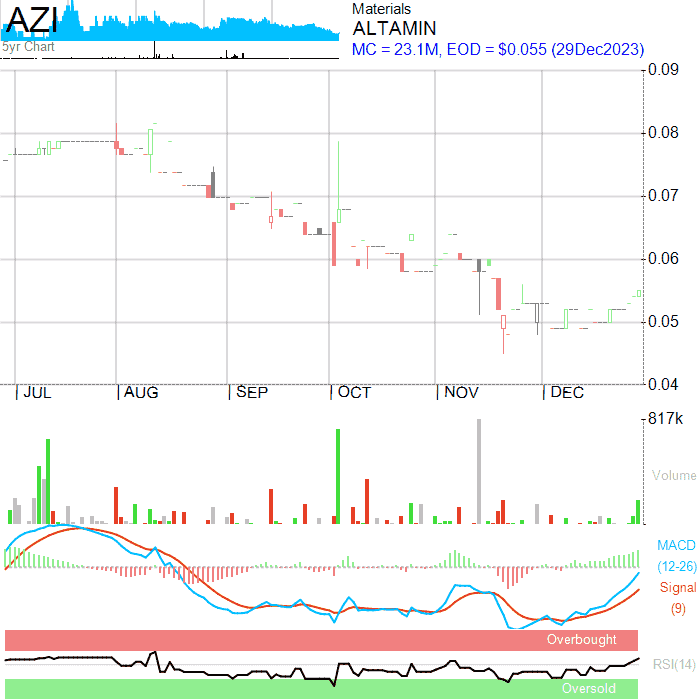 AZI
5yr Chart
Materials
ALTAMIN
MC = 23.1M, EOD = $0.055 (29Dec2023)
0.09
0.08
0.07
0.06
0.05
0.04
JUL
AUG
SEP
OCT
NOV
DEC
817k
Volume
MACD
(12-26)
Signal
(9)
Overbought
RSI(14)
Oversold